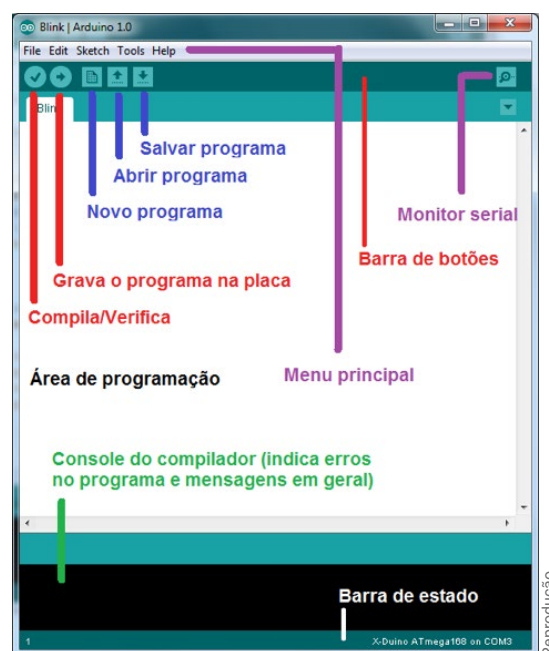 Blink | Arduino 1.0
File Edit Sketch Tools Help
Blin
Salvar programa
Abrir programa
Novo programa
Monitor serial
Barra de botões
Grava o programa na placa
Compila/Verifica
Área de programação
Menu principal
Console do compilador (indica erros
no programa e mensagens em geral)
Barra de estado
1
X-Duino ATmega168 on COM3
Reprodução